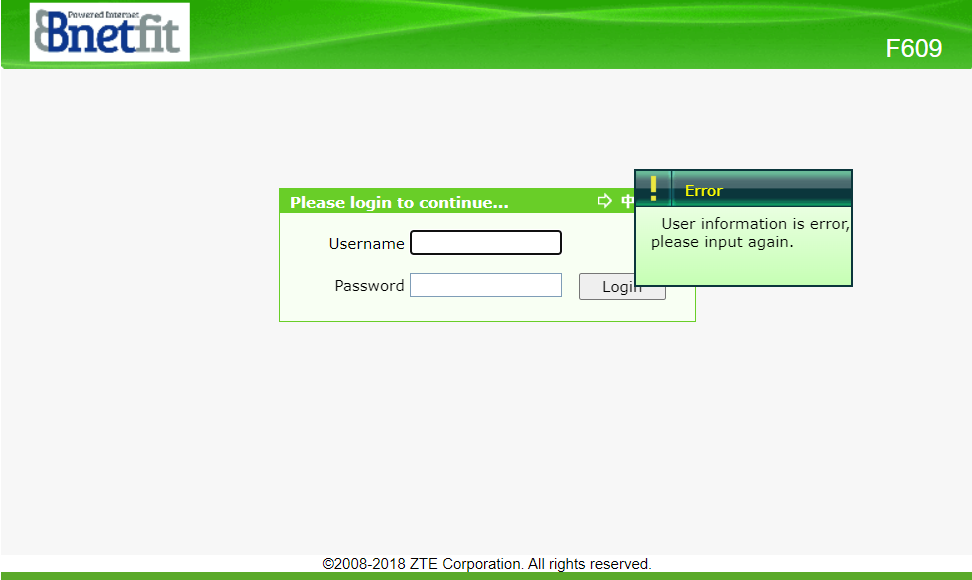 Powered Internet
Bnetfit
F609
Please login to continue...
中
Error
User information is error,
please input again.
Username
Password
Login
©2008-2018 ZTE Corporation. All rights reserved.